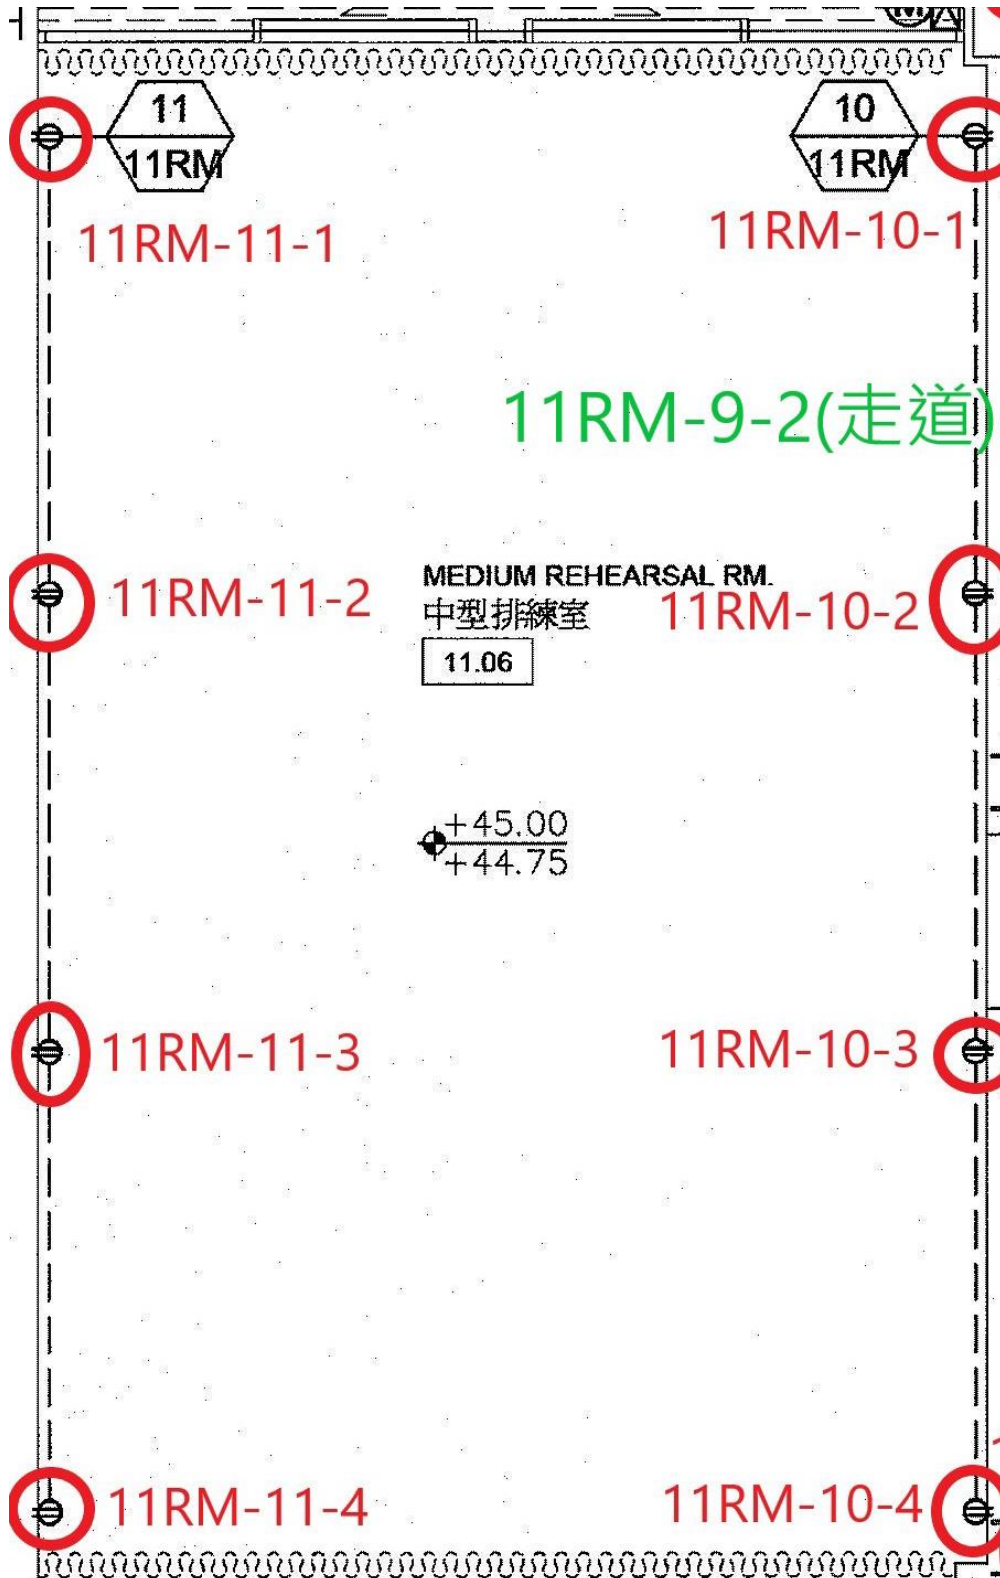 11
11RM
10
11RM
11RM-11-1
11RM-10-1
11RM-9-2(走道)
11RM-11-2
MEDIUM REHEARSAL RM.
中型排練室
11RM-10-2
11.06
+45.00
+44.75
11RM-11-3
11RM-10-3
11RM-11-4
11RM-10-4